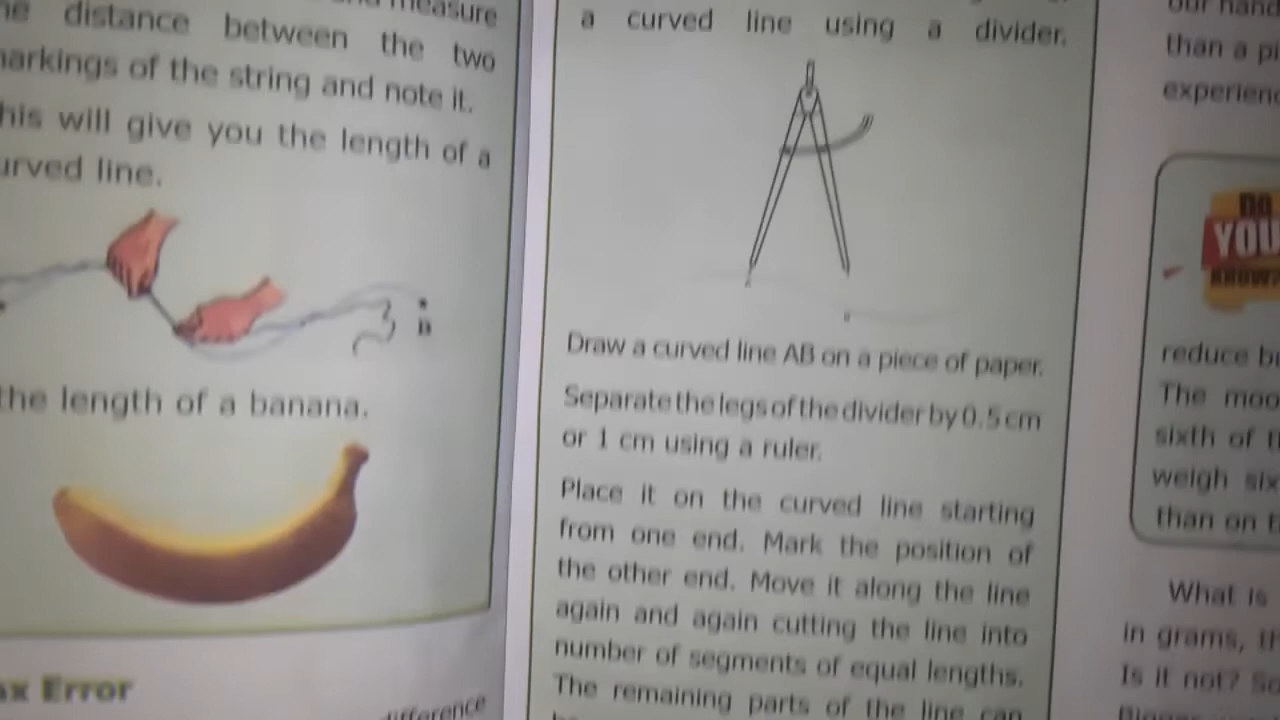 measure
distance between the two
of the string and note it.
will give you the length of a
line.
B
the length of a banana.
Error
a curved line using a divider.
Draw a curved line AB on a piece of paper.
Separate the legs of the divider by 0.5 cm
or 1 cm using a ruler.
Place it on the curved line starting
from one end. Mark the position of
the other end. Move it along the line
again and again cutting the line into
number of segments of equal lengths.
The remaining parts of the line can
than a
DO
YOU
KNOW?
reduce
The
sixth of
weigh
than on
What is
in grams,
Is it not?